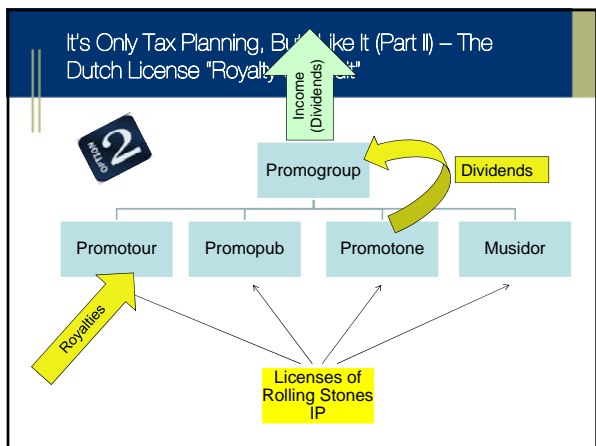 It's Only Tax Planning, But Like It (Part II) – The
Dutch License "Royalty it"
Income
(Dividends)
OPTION
2
Promogroup
Dividends
Promotour
Promopub
Promotone
Musidor
Royalties
Licenses of
Rolling Stones
IP